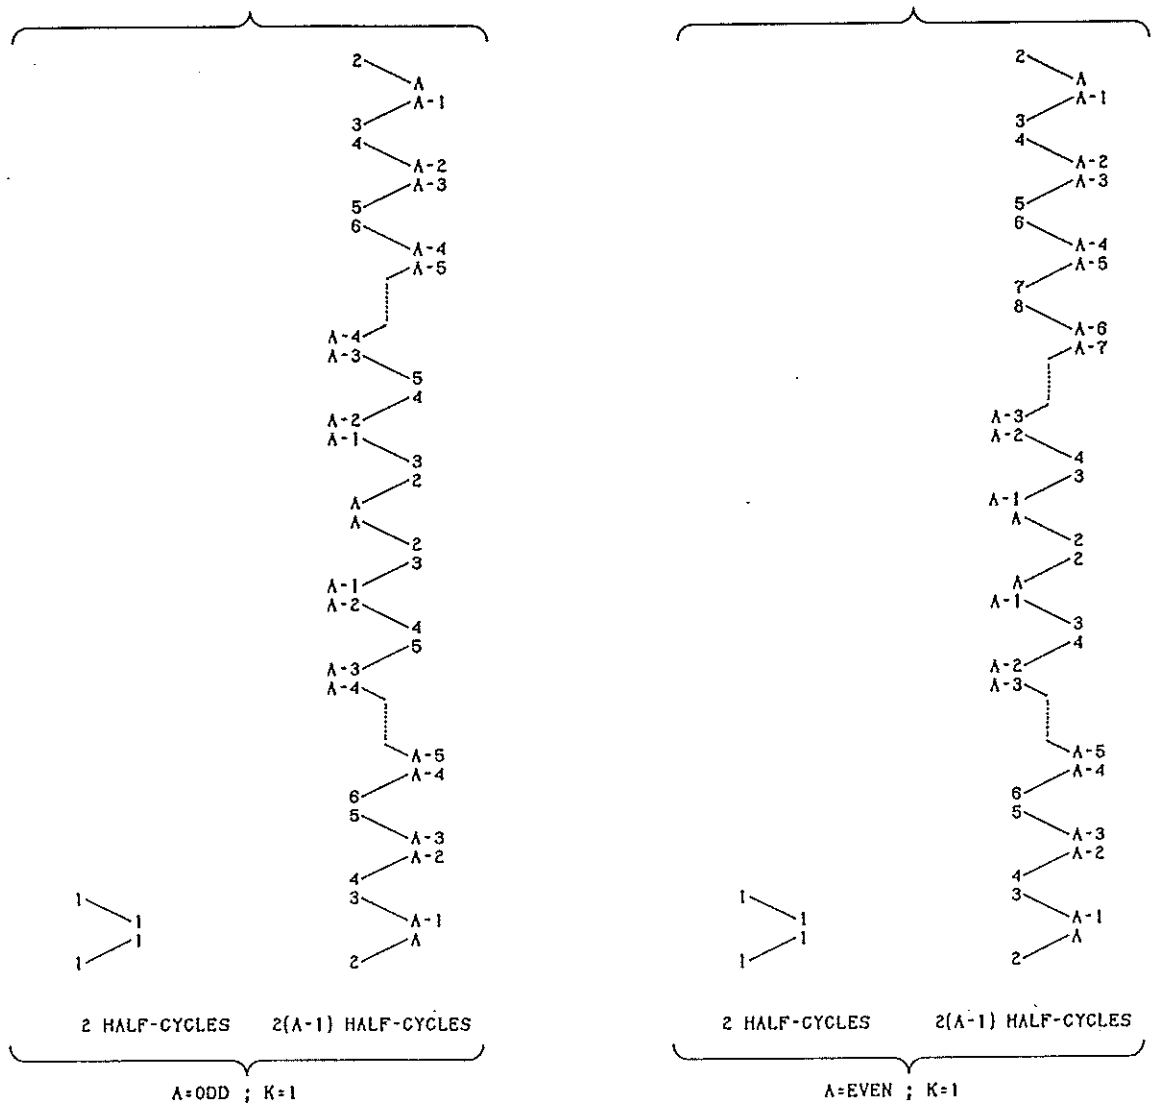 1
1
1
1
2
A
A-1
3
4
A-2
A-3
5
6
A-4
A-5
A-4
A-3
5
4
A-2
A-1
3
2
A
A
2
3
A-1
A-2
4
5
A-3
A-4
A-5
A-4
6
5
A-3
A-2
4
3
A-1
A
2
2 HALF-CYCLES
2(A-1) HALF-CYCLES
A=ODD ; K=1
1
1
1
1
2
A
A-1
3
4
A-2
A-3
5
6
A-4
A-5
7
8
A-6
A-7
A-3
A-2
4
3
A-1
A
2
2
A
A-1
3
4
A-2
A-3
A-5
A-4
6
5
A-3
A-2
4
3
A-1
A
2
2 HALF-CYCLES
2(A-1) HALF-CYCLES
A=EVEN ; K=1